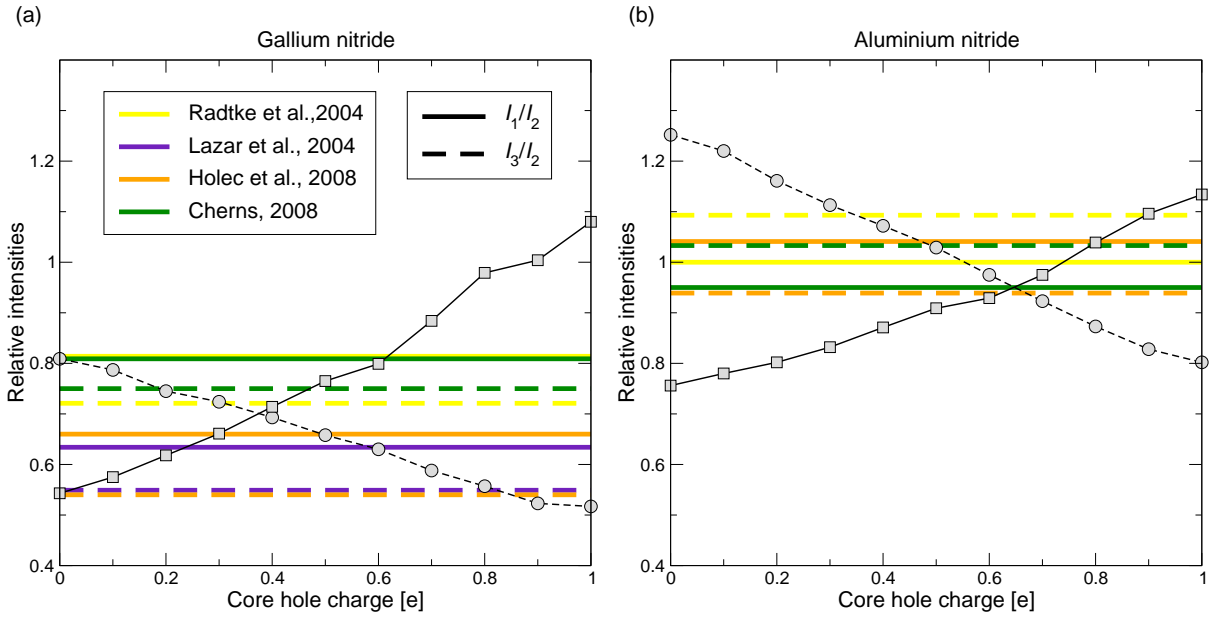 (a)
Gallium nitride
Relative intensities
1.2
1
0.8
0.6
0.4
0
0.2
0.4
0.6
0.8
1
Core hole charge [e]
Radtke et al.,2004
Lazar et al., 2004
Holec et al., 2008
Cherns, 2008
I1/I2
I3/I2
(b)
Aluminium nitride
Relative intensities
1.2
1
0.8
0.6
0.4
0
0.2
0.4
0.6
0.8
1
Core hole charge [e]